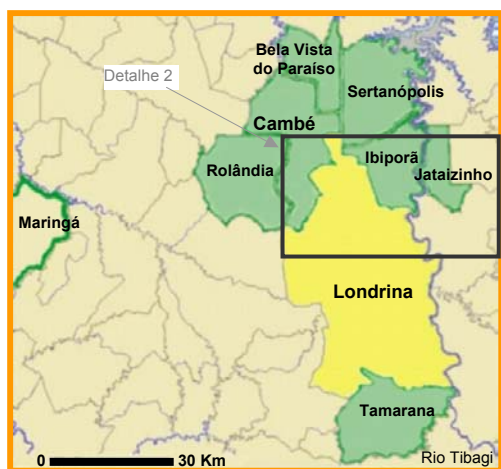 Bela Vista
do Paraíso
Detalhe 2
Sertanópolis
Cambé
Ibiporã
Rolândia
Jataizinho
Maringá
Londrina
Tamarana
0 30 Km
Rio Tibagi